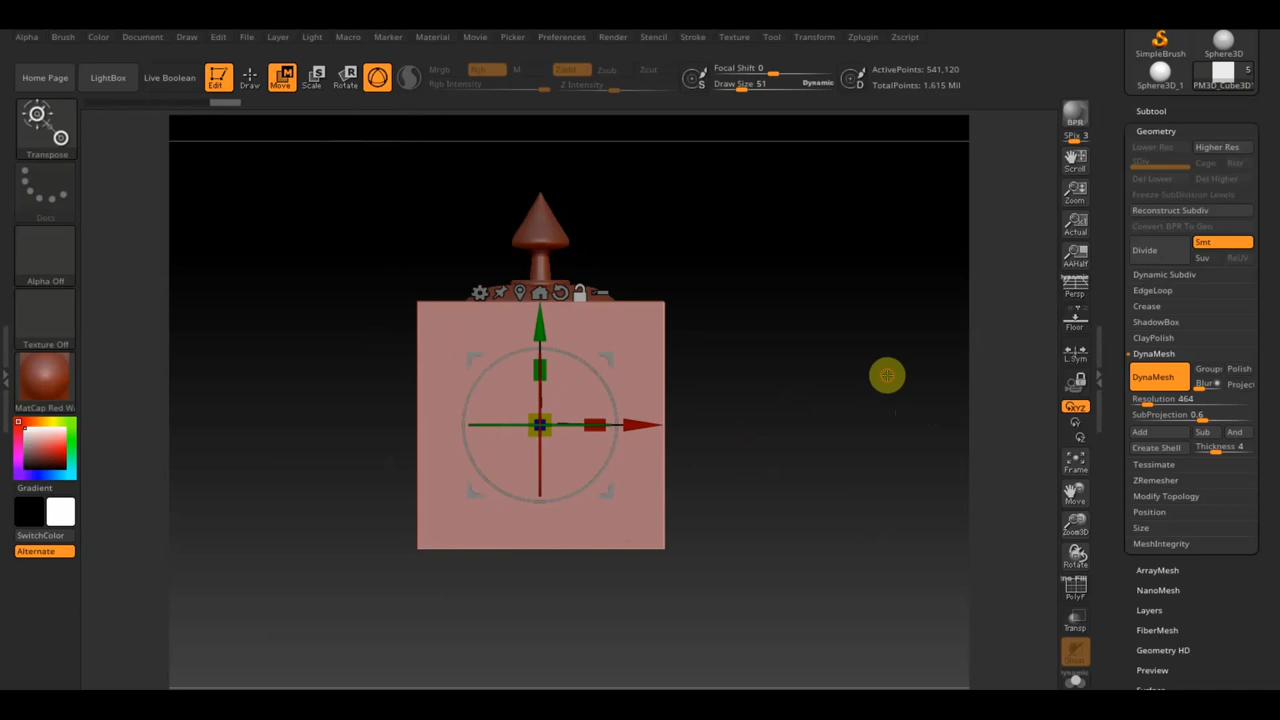 Alpha Brush Color Document Draw Edit File Layer Light Macro Marker Material Movie Picker Preferences Render Stencil Stroke Texture Tool Transform Zplugin Zscript
SimpleBrush Sphere3D
Sphere3D_1 PM3D_Cube3D
5
Home Page LightBox Live Boolean Edit Draw Move Scale Rotate
Mrgb Rgb M Zadd Zsub Zcut
Rgb Intensity Z Intensity
Focal Shift 0
Draw Size 51 Dynamic
ActivePoints: 541,120
TotalPoints: 1.615 Mil
S D
Transpose
Dots
Alpha Off
Texture Off
MatCap Red Wa
Gradient
SwitchColor
Alternate
BPR
SPix 3
Scroll
Zoom
Actual
AAHalf
Dynamic
Persp
Floor
L.Sym
XYZ
Frame
Move
Zoom3D
Rotate
PolyF
Transp
Subtool
Geometry
Lower Res Higher Res
SDiv Cage Rstr
Del Lower Del Higher
Freeze SubDivision Levels
Reconstruct Subdiv
Convert BPR To Geo
Divide Smt
Suv ReUV
Dynamic Subdiv
EdgeLoop
Crease
ShadowBox
ClayPolish
DynaMesh
DynaMesh Groups Polish
Blur Project
Resolution 464
SubProjection 0.6
Add Sub And
Create Shell Thickness 4
Tessimate
ZRemesher
Modify Topology
Position
Size
MeshIntegrity
ArrayMesh
NanoMesh
Layers
FiberMesh
Geometry HD
Preview